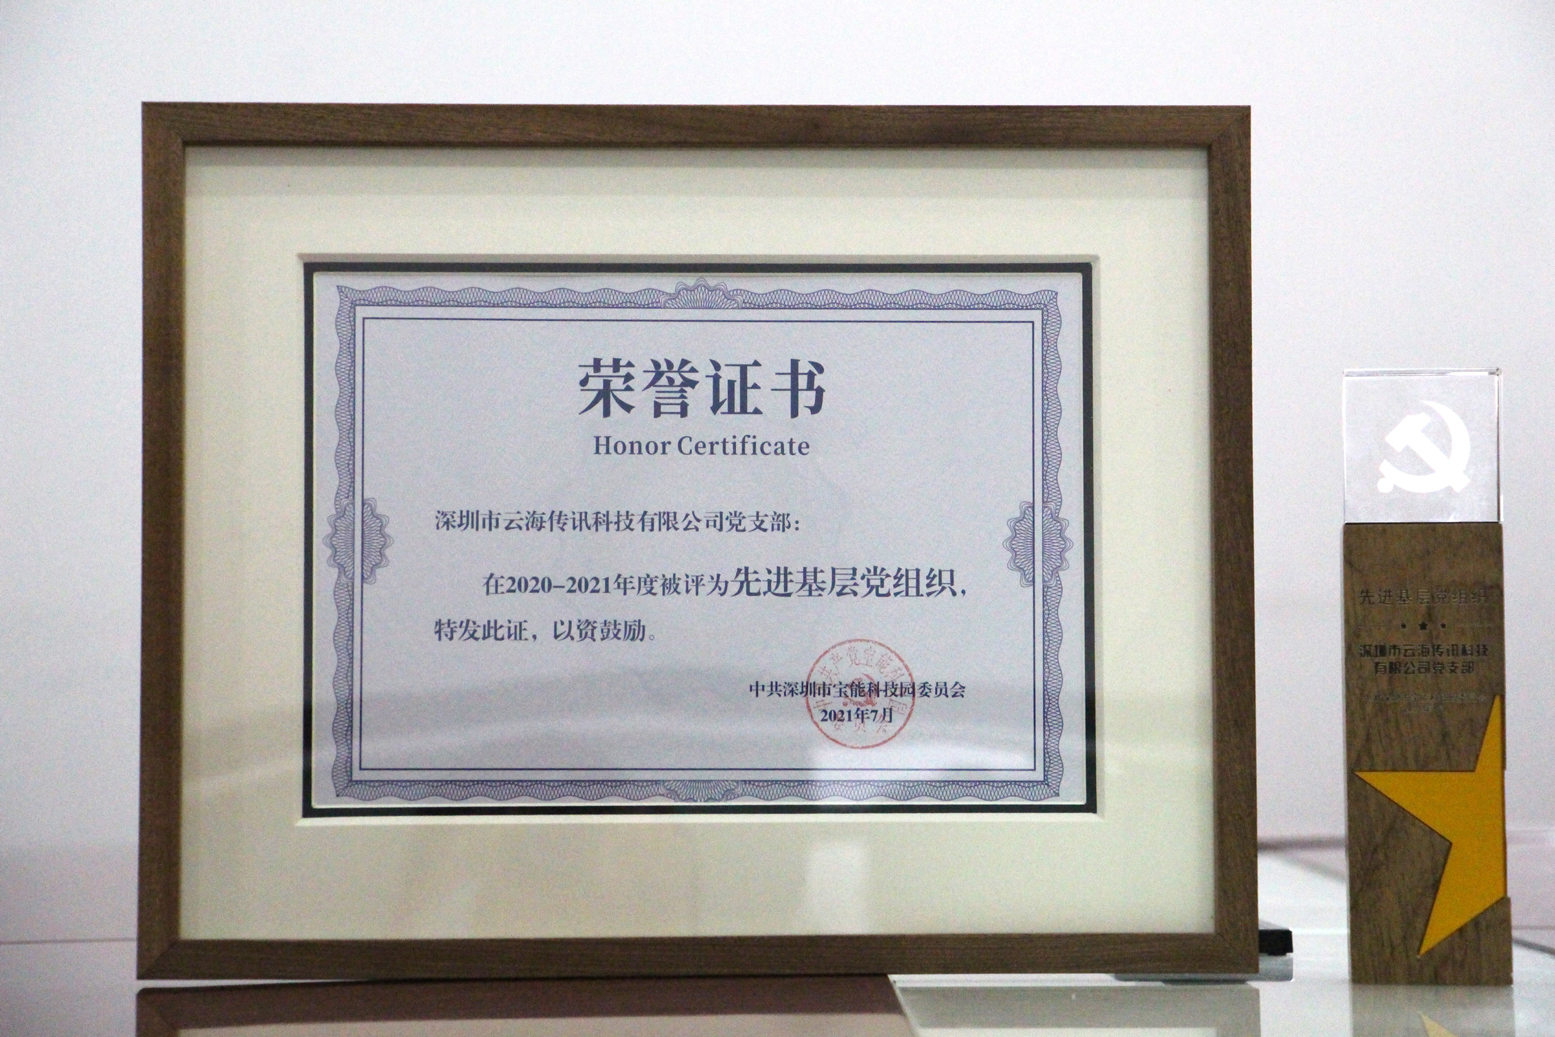 荣誉证书
Honor Certificate
深圳市云海传讯科技有限公司党支部：
在2020-2021年度被评为先进基层党组织，
特发此证，以资鼓励。
中共深圳市宝能科技园委员会
2021年7月
先进基层党组织
深圳市云海传讯科技
有限公司党支部